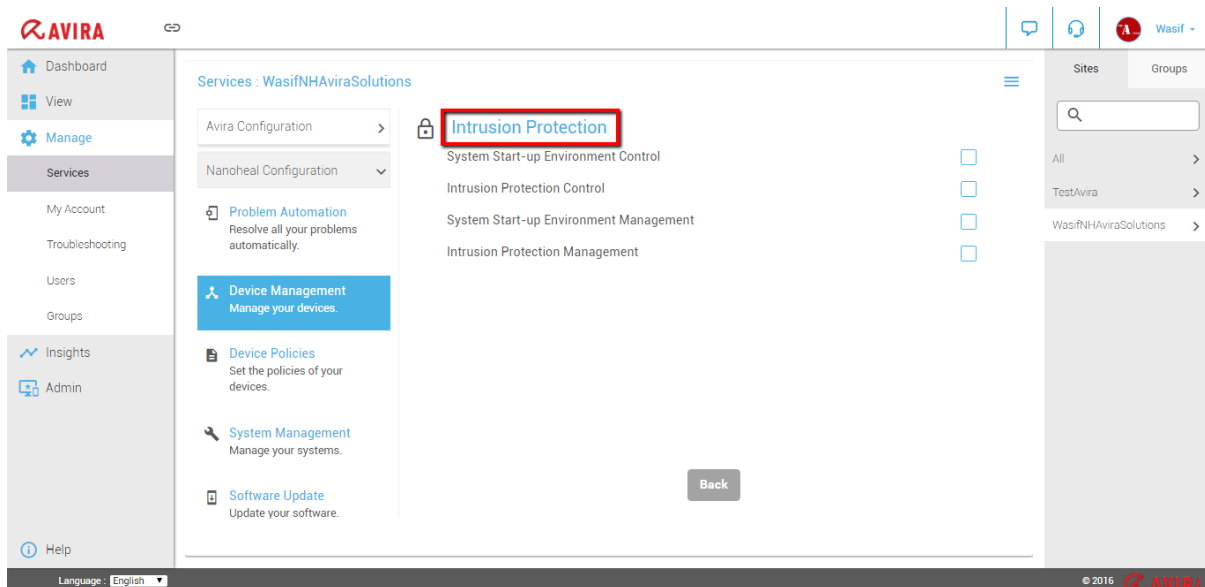 AVIRA
Wasif
Dashboard
View
Manage
Services
My Account
Troubleshooting
Users
Groups
Insights
Admin
Help
Services : WasifNHAviraSolutions
Avira Configuration
Nanoheal Configuration
Problem Automation
Resolve all your problems
automatically.
Device Management
Manage your devices.
Device Policies
Set the policies of your
devices.
System Management
Manage your systems.
Software Update
Update your software.
Intrusion Protection
System Start-up Environment Control
Intrusion Protection Control
System Start-up Environment Management
Intrusion Protection Management
Back
Sites
Groups
All
TestAvira
WasifNHAviraSolutions
Language : English
© 2016 AVIRA